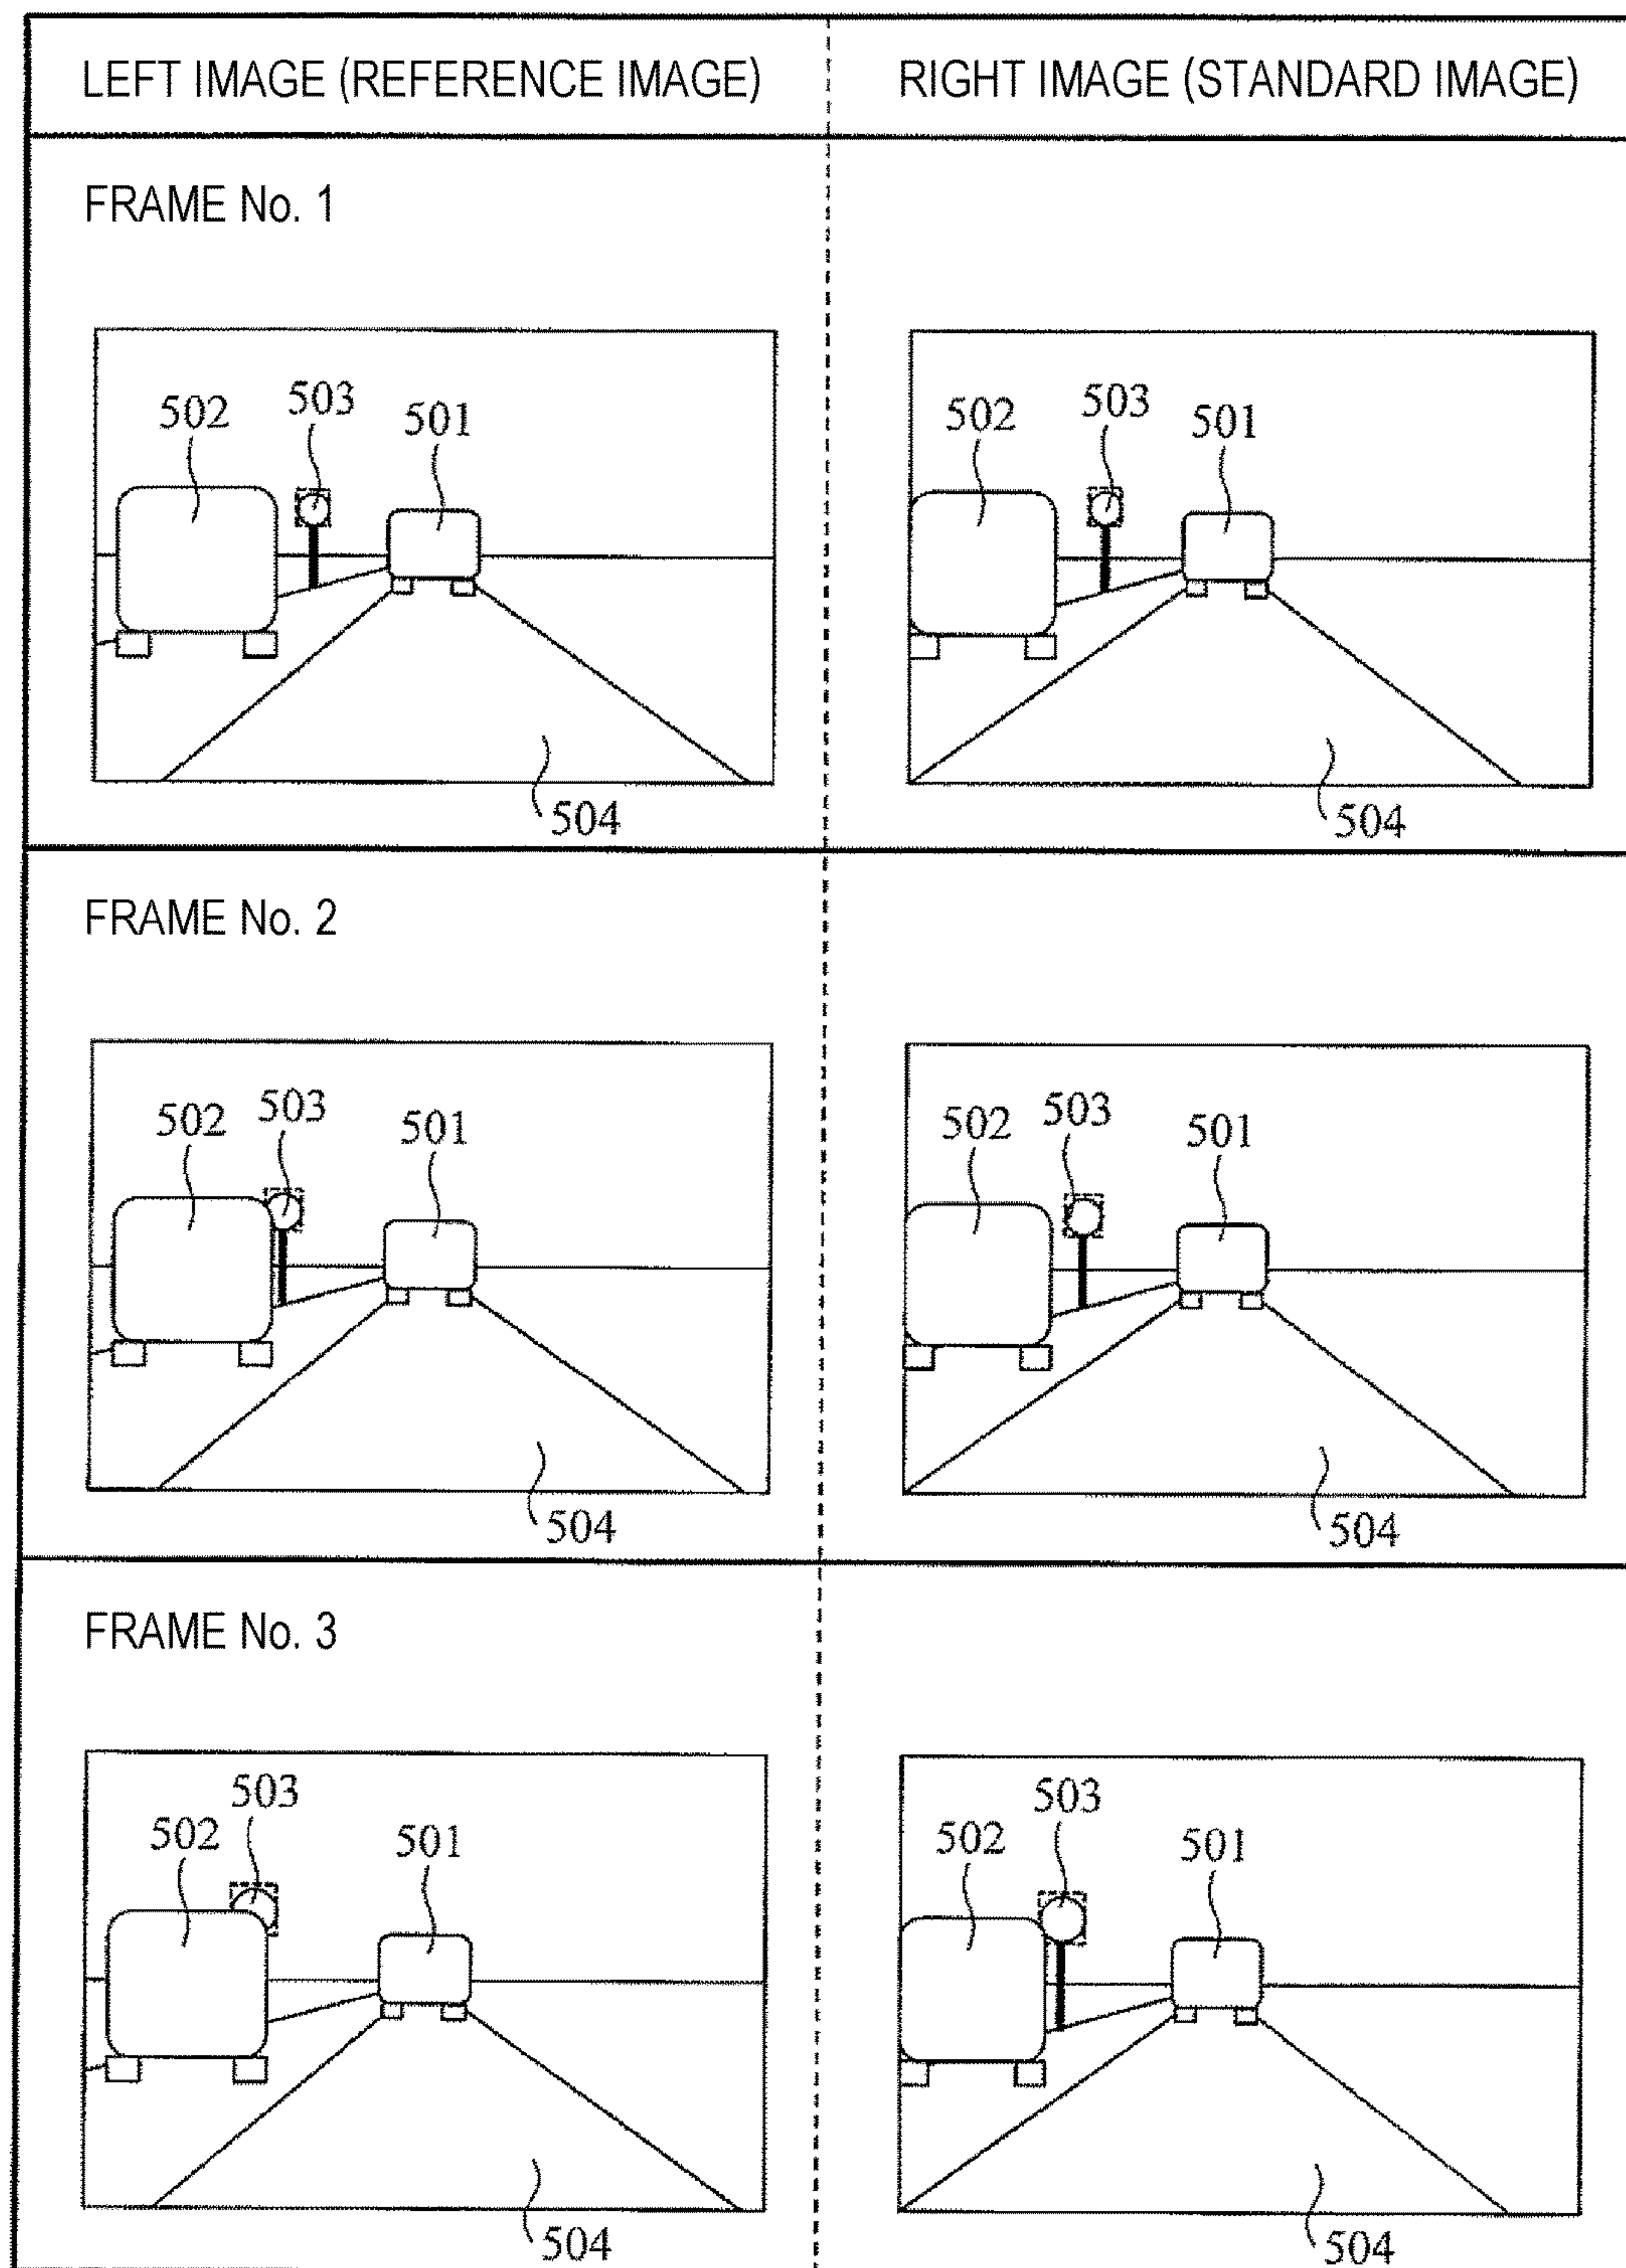 LEFT IMAGE (REFERENCE IMAGE) RIGHT IMAGE (STANDARD IMAGE)
FRAME No. 1
502 503 501 502 503 501
504 504
FRAME No. 2
502 503 501 502 503 501
504 504
FRAME No. 3
503 503
502 501 502 501
504 504